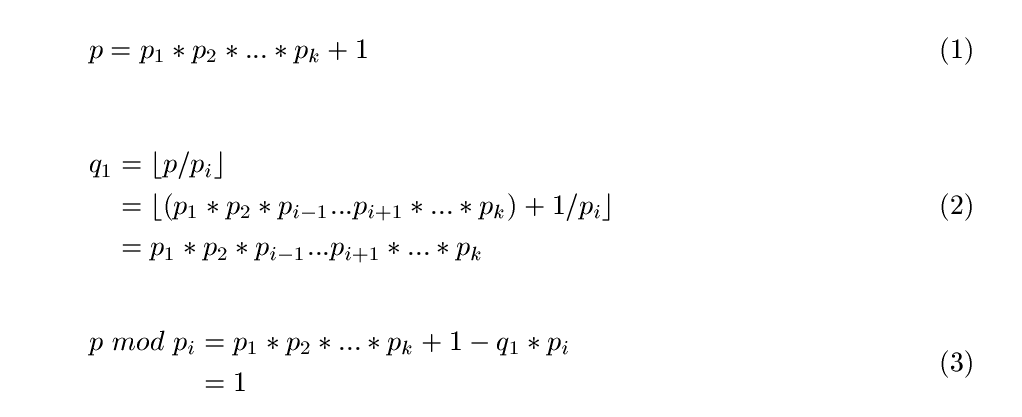 p = p₁ * p₂ * ... * pₖ + 1 (1)
q₁ = ⌊p/pᵢ⌋
= ⌊(p₁ * p₂ * pᵢ₋₁...pᵢ₊₁ * ... * pₖ) + 1/pᵢ⌋ (2)
= p₁ * p₂ * pᵢ₋₁...pᵢ₊₁ * ... * pₖ
p mod pᵢ = p₁ * p₂ * ... * pₖ + 1 − q₁ * pᵢ
(3)
= 1